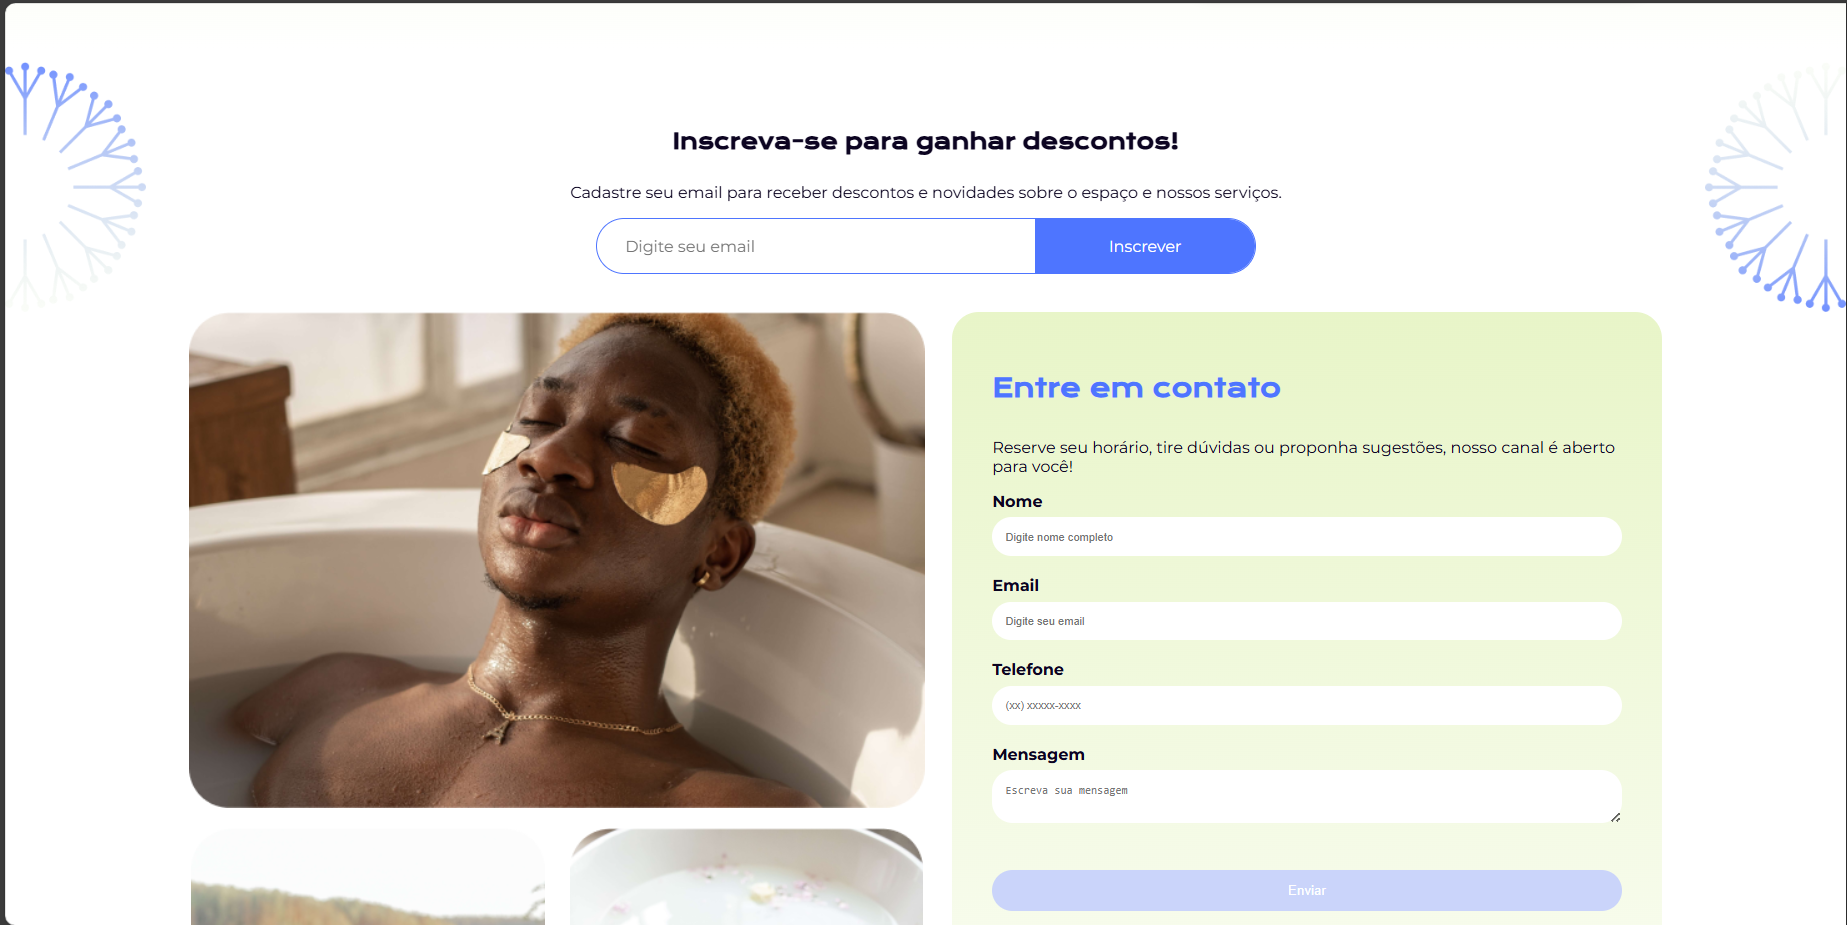 Inscreva-se para ganhar descontos!
Cadastre seu email para receber descontos e novidades sobre o espaço e nossos serviços.
Digite seu email
Inscrever
Entre em contato
Reserve seu horário, tire dúvidas ou proponha sugestões, nosso canal é aberto
para você!
Nome
Digite nome completo
Email
Digite seu email
Telefone
(xx) xxxxx-xxxx
Mensagem
Escreva sua mensagem
Enviar